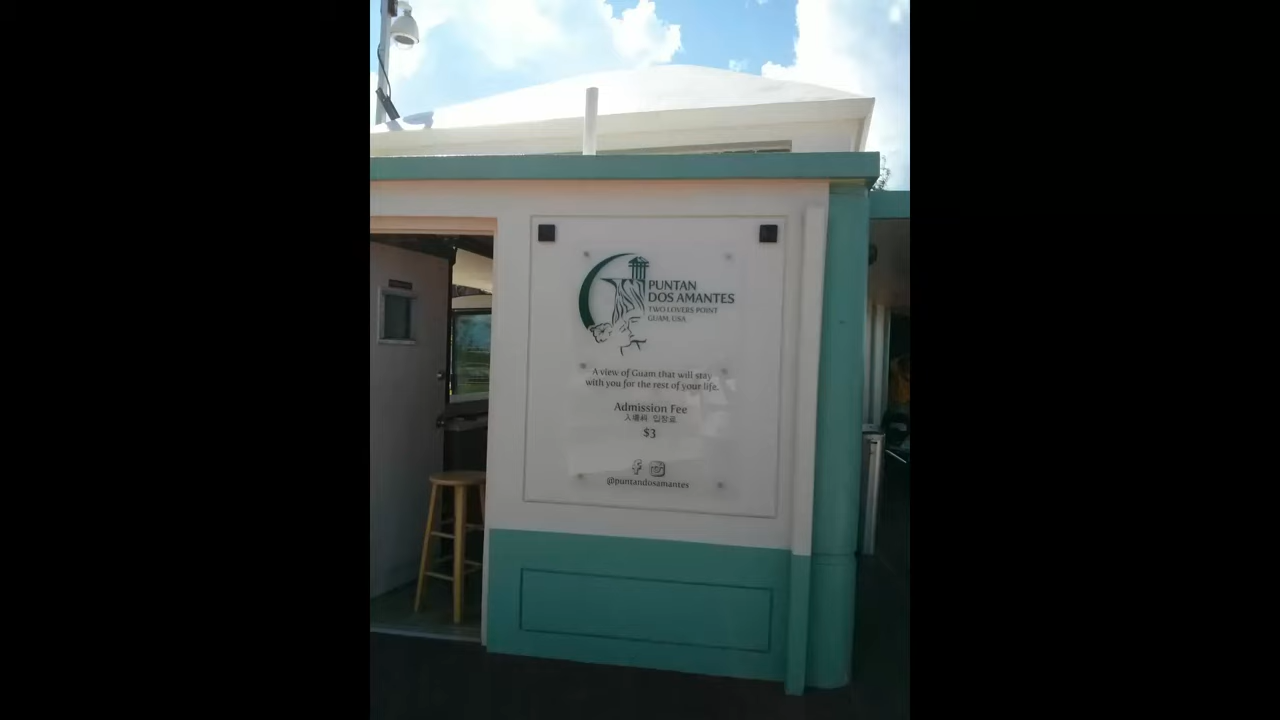 PUNTAN
DOS AMANTES
TWO LOVERS POINT
GUAM, USA
A view of Guam that will stay
with you for the rest of your life.
Admission Fee
入場料 입장료
$3
@puntandosamantes